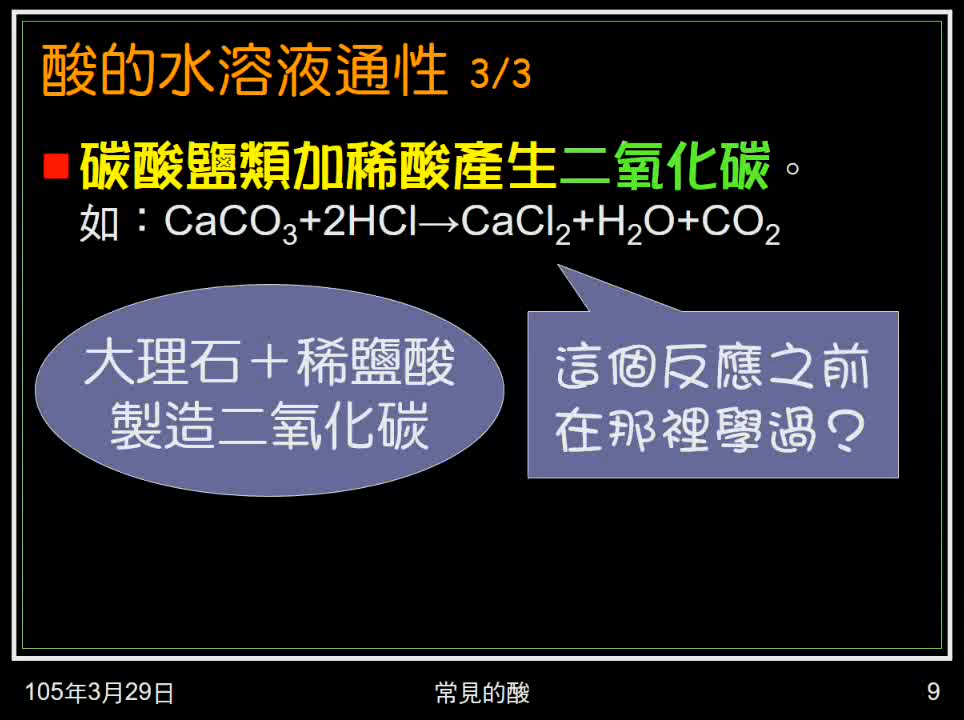 酸的水溶液通性 3/3
碳酸鹽類加稀酸產生二氧化碳。
如：CaCO₃+2HCl→CaCl₂+H₂O+CO₂
大理石＋稀鹽酸
製造二氧化碳
這個反應之前
在那裡學過？
105年3月29日
常見的酸
9